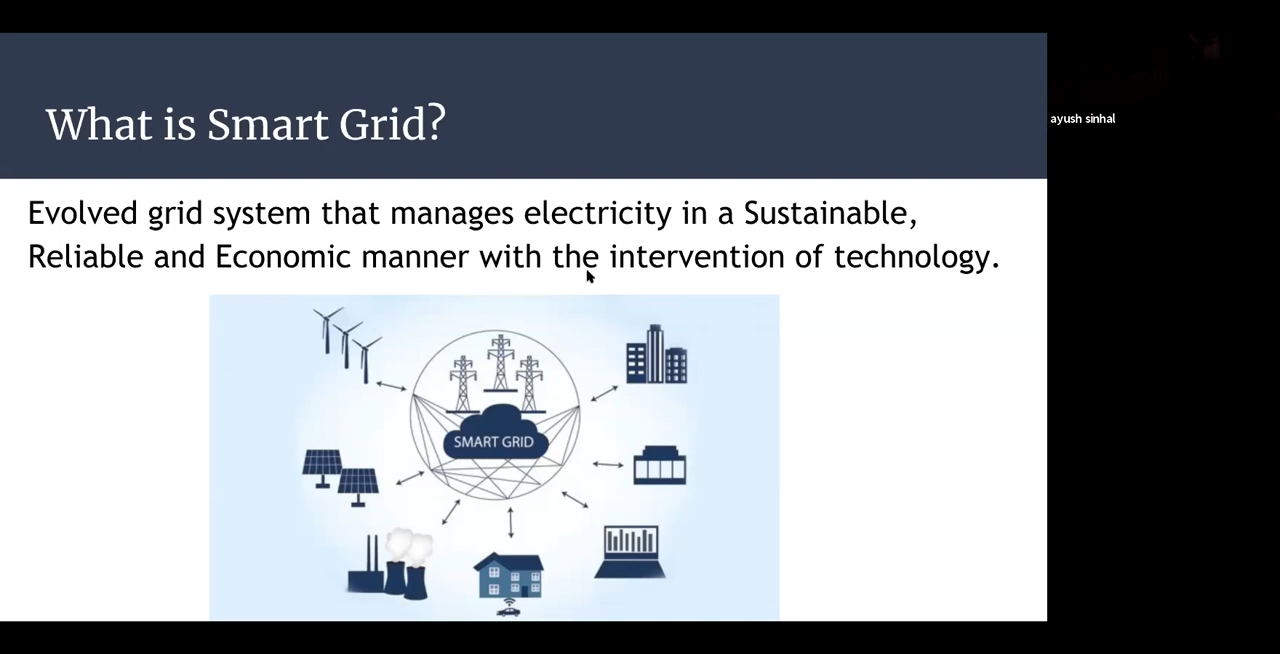 What is Smart Grid?
ayush sinhal
Evolved grid system that manages electricity in a Sustainable,
Reliable and Economic manner with the intervention of technology.
SMART GRID